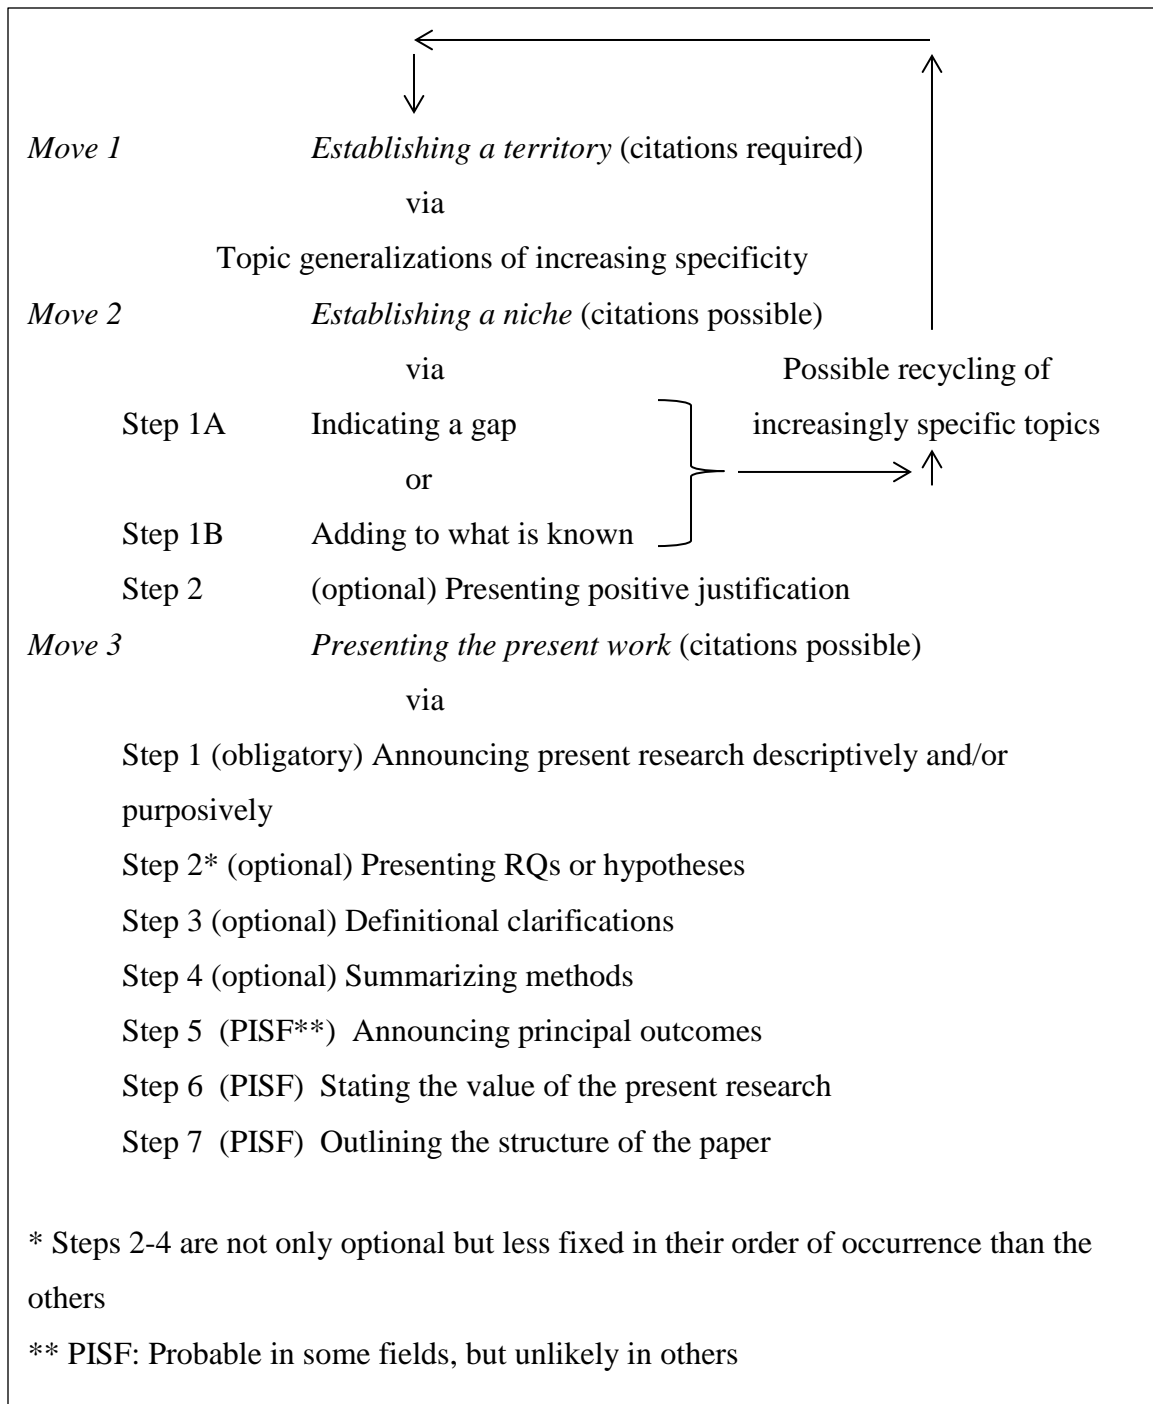 Move 1 Establishing a territory (citations required)
via
Topic generalizations of increasing specificity
Move 2 Establishing a niche (citations possible)
via Possible recycling of
Step 1A Indicating a gap increasingly specific topics
or
Step 1B Adding to what is known
Step 2 (optional) Presenting positive justification
Move 3 Presenting the present work (citations possible)
via
Step 1 (obligatory) Announcing present research descriptively and/or
purposively
Step 2* (optional) Presenting RQs or hypotheses
Step 3 (optional) Definitional clarifications
Step 4 (optional) Summarizing methods
Step 5 (PISF**) Announcing principal outcomes
Step 6 (PISF) Stating the value of the present research
Step 7 (PISF) Outlining the structure of the paper
* Steps 2-4 are not only optional but less fixed in their order of occurrence than the
others
** PISF: Probable in some fields, but unlikely in others